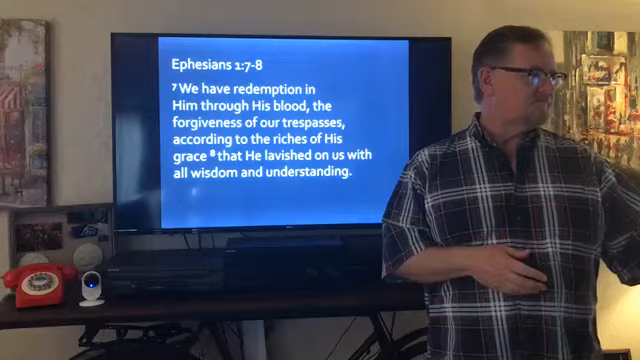 Ephesians 1:7-8
⁷ We have redemption in
Him through His blood, the
forgiveness of our trespasses,
according to the riches of His
grace ⁸ that He lavished on us with
all wisdom and understanding.